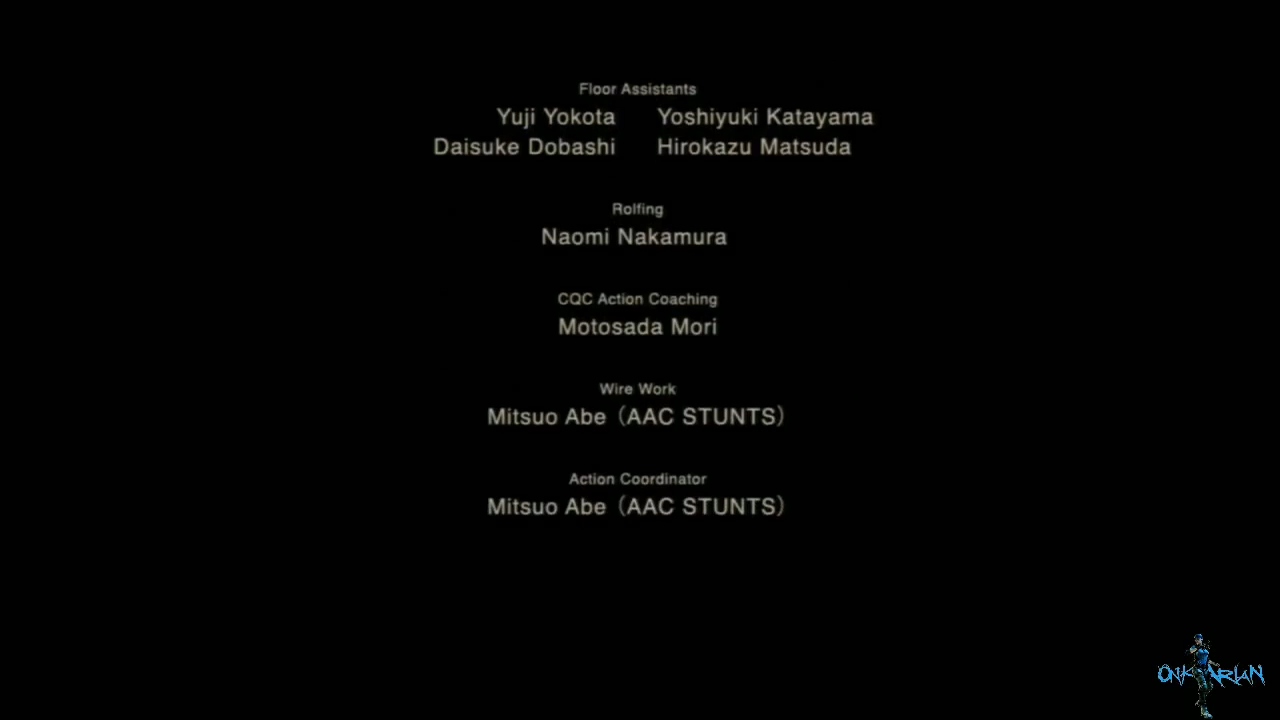 Floor Assistants
Yuji Yokota Yoshiyuki Katayama
Daisuke Dobashi Hirokazu Matsuda
Rolfing
Naomi Nakamura
CQC Action Coaching
Motosada Mori
Wire Work
Mitsuo Abe（AAC STUNTS）
Action Coordinator
Mitsuo Abe（AAC STUNTS）